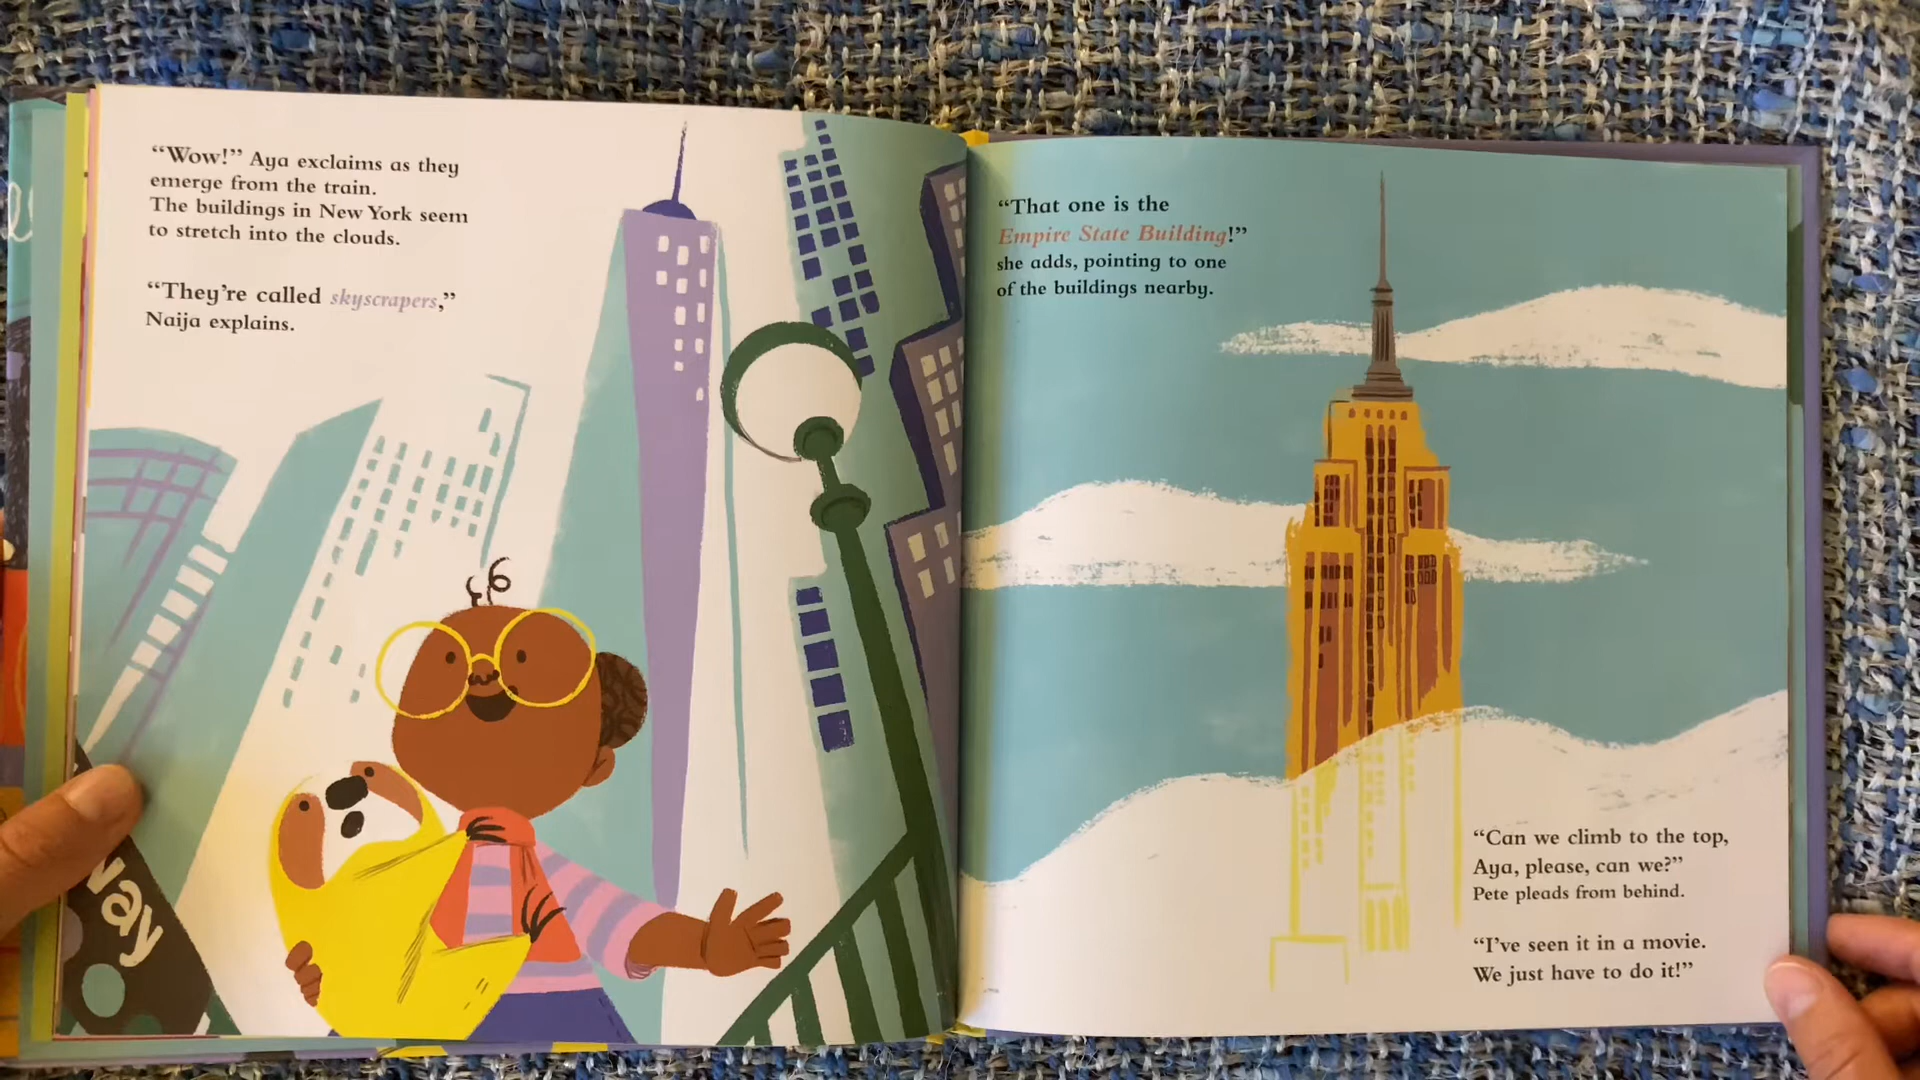 “Wow!” Aya exclaims as they
emerge from the train.
The buildings in New York seem
to stretch into the clouds.
“They’re called skyscrapers,”
Naija explains.
way
“That one is the
Empire State Building!”
she adds, pointing to one
of the buildings nearby.
“Can we climb to the top,
Aya, please, can we?”
Pete pleads from behind.
“I’ve seen it in a movie.
We just have to do it!”